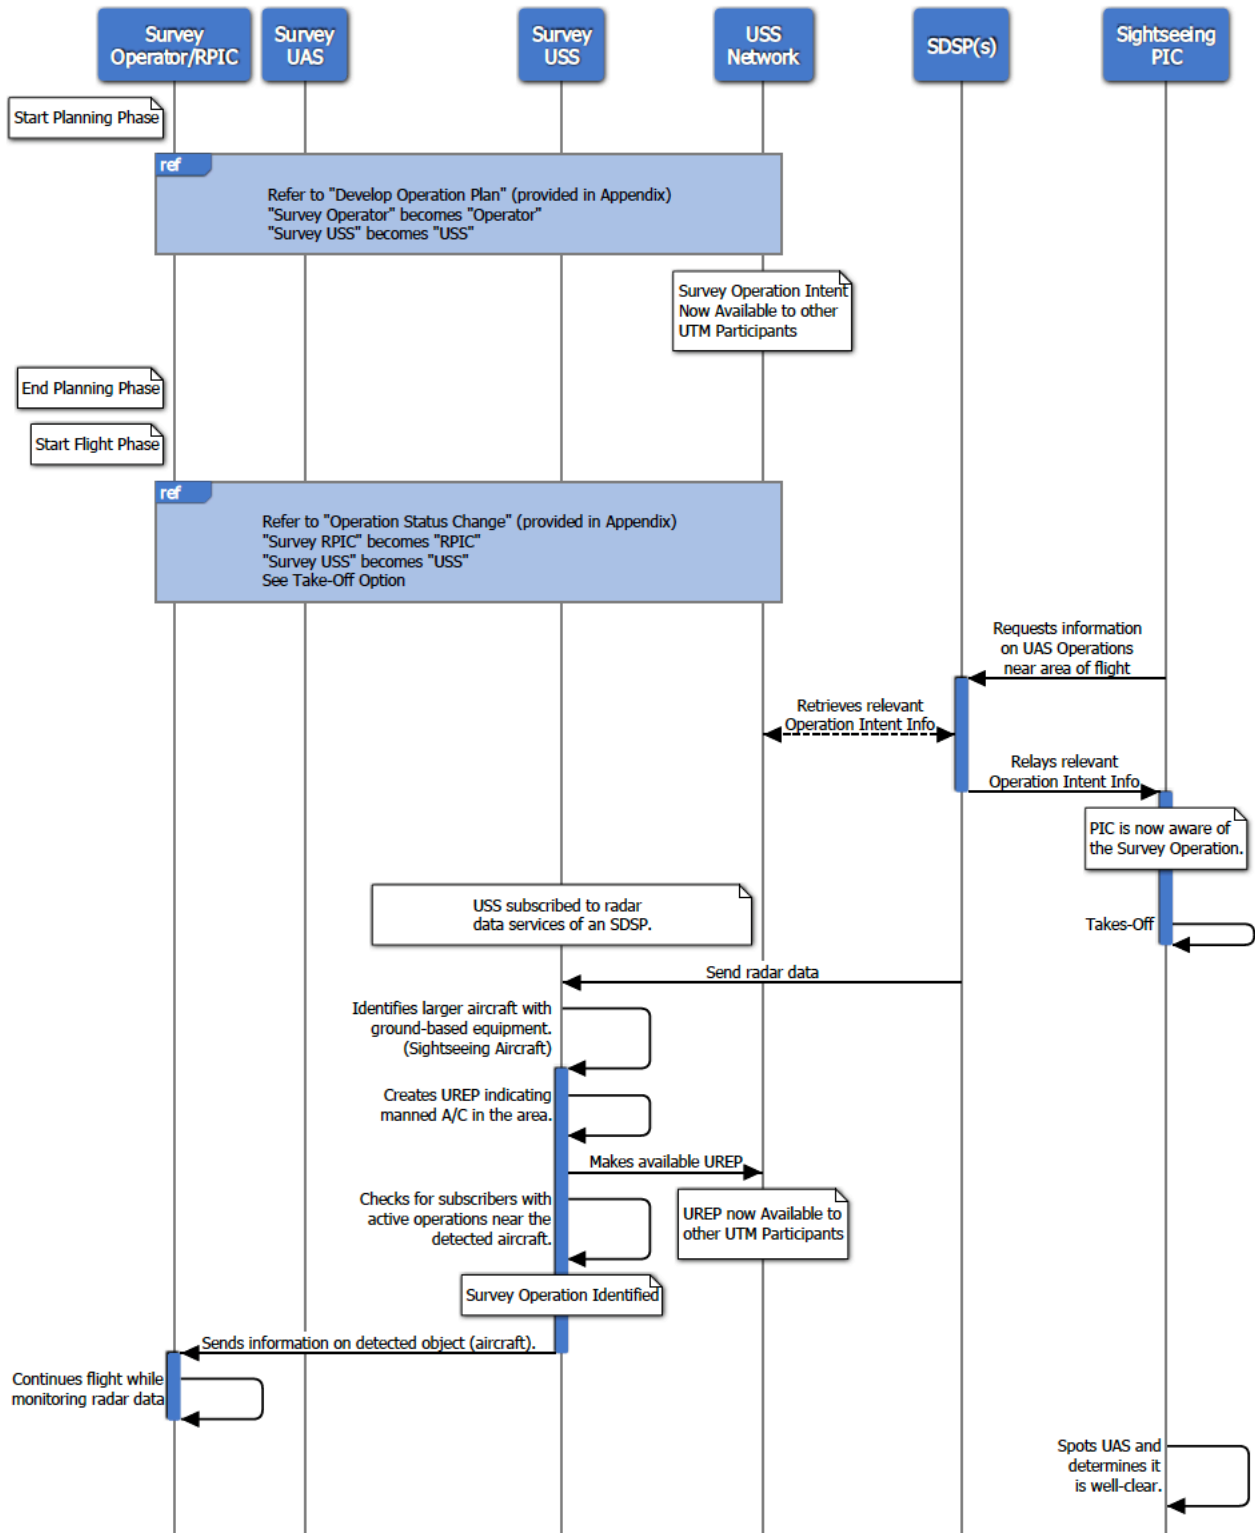 Survey
Operator/RPIC
Survey
UAS
Survey
USS
USS
Network
SDSP(s)
Sightseeing
PIC
Start Planning Phase
ref
Refer to "Develop Operation Plan" (provided in Appendix)
"Survey Operator" becomes "Operator"
"Survey USS" becomes "USS"
Survey Operation Intent
Now Available to other
UTM Participants
End Planning Phase
Start Flight Phase
ref
Refer to "Operation Status Change" (provided in Appendix)
"Survey RPIC" becomes "RPIC"
"Survey USS" becomes "USS"
See Take-Off Option
Requests information
on UAS Operations
near area of flight
Retrieves relevant
Operation Intent Info
Relays relevant
Operation Intent Info
PIC is now aware of
the Survey Operation.
USS subscribed to radar
data services of an SDSP.
Takes-Off
Send radar data
Identifies larger aircraft with
ground-based equipment.
(Sightseeing Aircraft)
Creates UREP indicating
manned A/C in the area.
Makes available UREP
Checks for subscribers with
active operations near the
detected aircraft.
UREP now Available to
other UTM Participants
Survey Operation Identified
Sends information on detected object (aircraft).
Continues flight while
monitoring radar data
Spots UAS and
determines it
is well-clear.